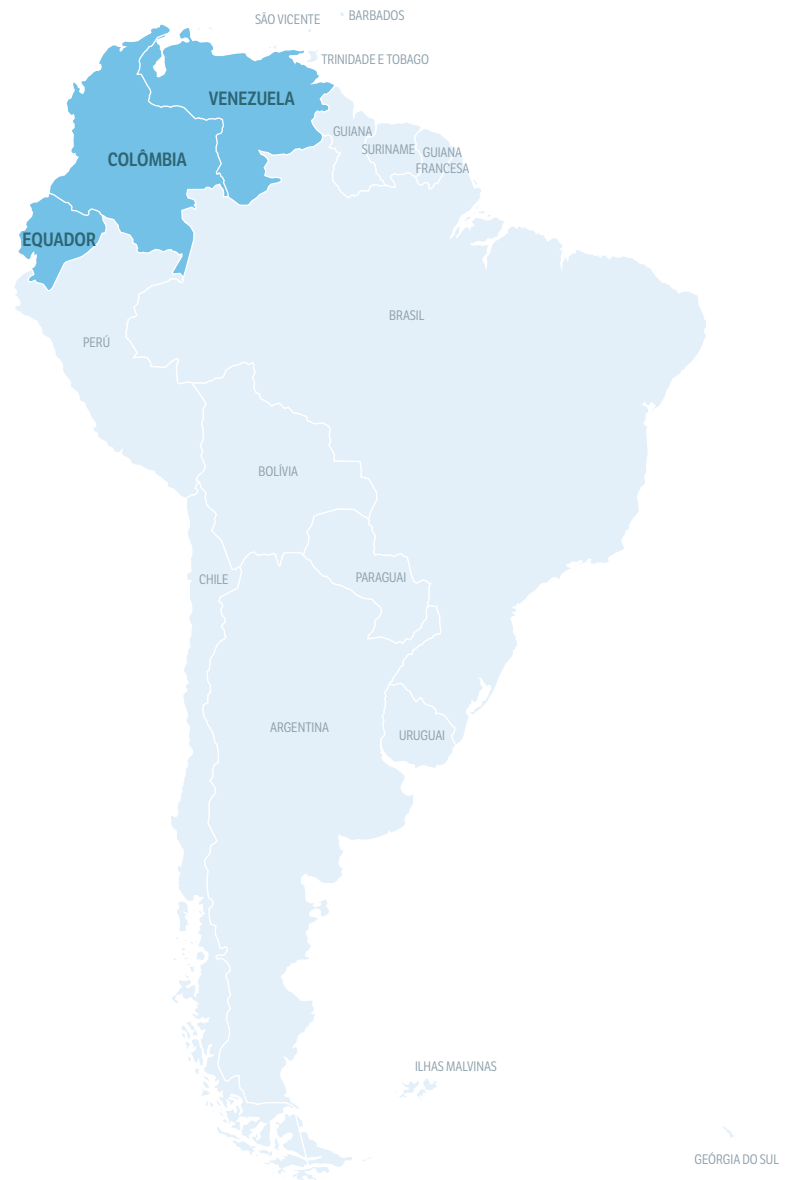 SÃO VICENTE
BARBADOS
TRINIDADE E TOBAGO
VENEZUELA
GUIANA
SURINAME
GUIANA
FRANCESA
COLÔMBIA
EQUADOR
BRASIL
PERÚ
BOLÍVIA
CHILE
PARAGUAI
ARGENTINA
URUGUAI
ILHAS MALVINAS
GEÓRGIA DO SUL